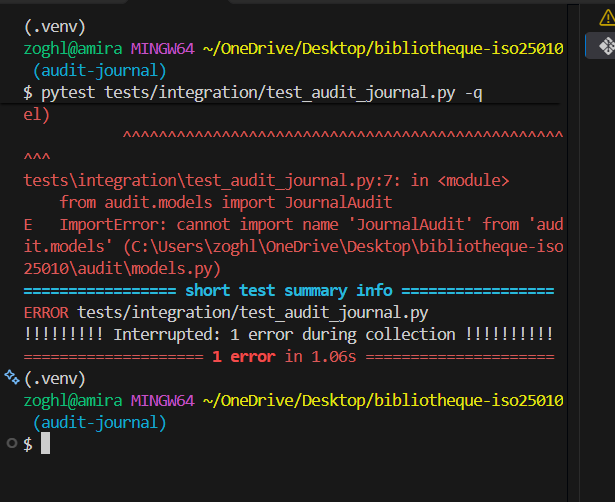 (.venv)
zoghl@amira MINGW64 ~/OneDrive/Desktop/bibliotheque-iso25010
(audit-journal)
$ pytest tests/integration/test_audit_journal.py -q
el)
^^^^^^^^^^^^^^^^^^^^^^^^^^^^^^^^^^^^^^^^^^^^^^^^^
^^^
tests\integration\test_audit_journal.py:7: in <module>
from audit.models import JournalAudit
E   ImportError: cannot import name 'JournalAudit' from 'aud
it.models' (C:\Users\zoghl\OneDrive\Desktop\bibliotheque-iso
25010\audit\models.py)
================= short test summary info =================
ERROR tests/integration/test_audit_journal.py
!!!!!!!!! Interrupted: 1 error during collection !!!!!!!!!!
==================== 1 error in 1.06s =====================
(.venv)
zoghl@amira MINGW64 ~/OneDrive/Desktop/bibliotheque-iso25010
(audit-journal)
$